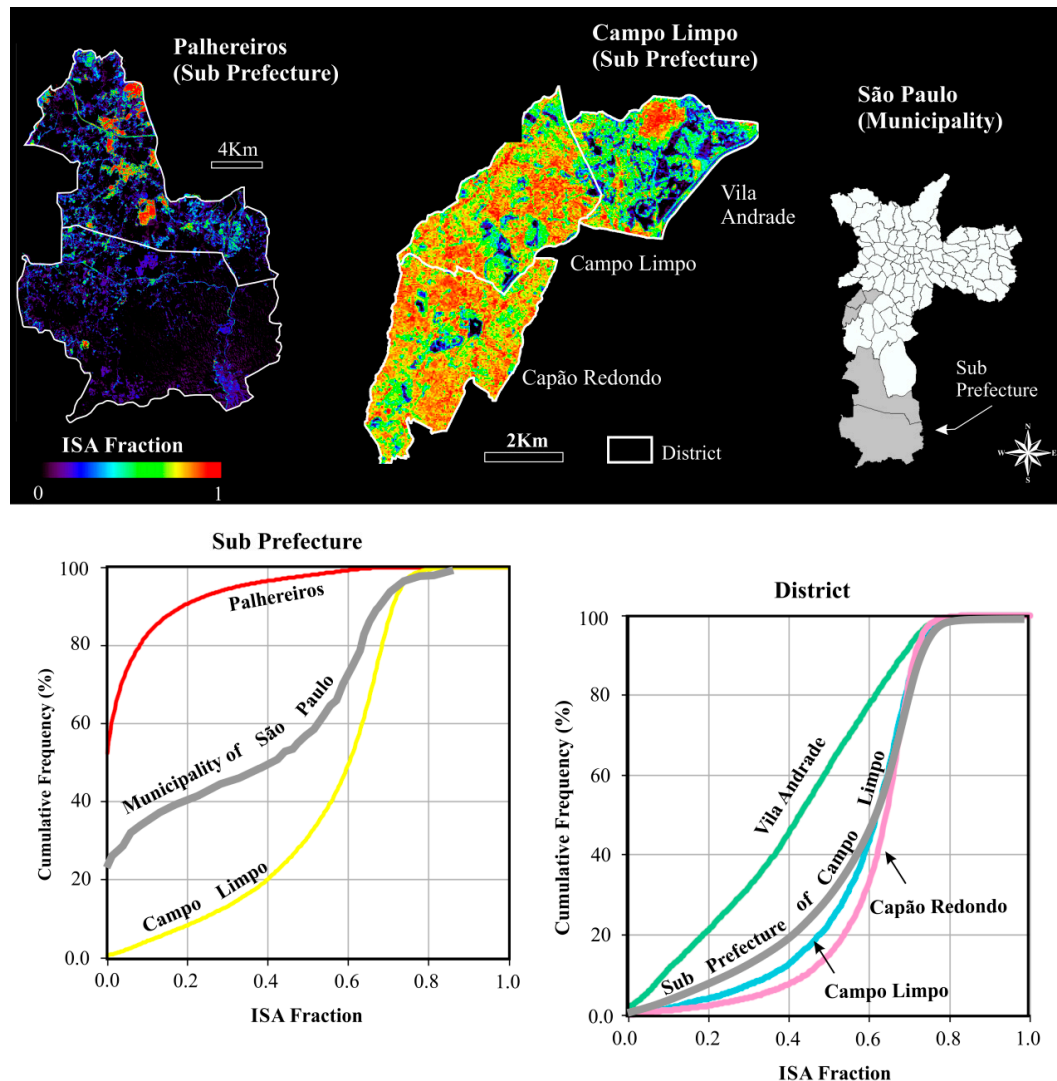 Palhereiros
(Sub Prefecture)
Campo Limpo
(Sub Prefecture)
São Paulo
(Municipality)
4Km
Vila
Andrade
Campo Limpo
Capão Redondo
Sub
Prefecture
ISA Fraction
0 1
2Km
District
N
W E
S
Sub Prefecture
100
80
60
40
20
0.0
Cumulative Frequency (%)
Palhereiros
Municipality of São Paulo
Campo Limpo
0.0 0.2 0.4 0.6 0.8 1.0
ISA Fraction
District
100
80
60
40
20
0.0
Cumulative Frequency (%)
Vila Andrade
Sub Prefecture of Campo Limpo
Capão Redondo
Campo Limpo
0.0 0.2 0.4 0.6 0.8 1.0
ISA Fraction